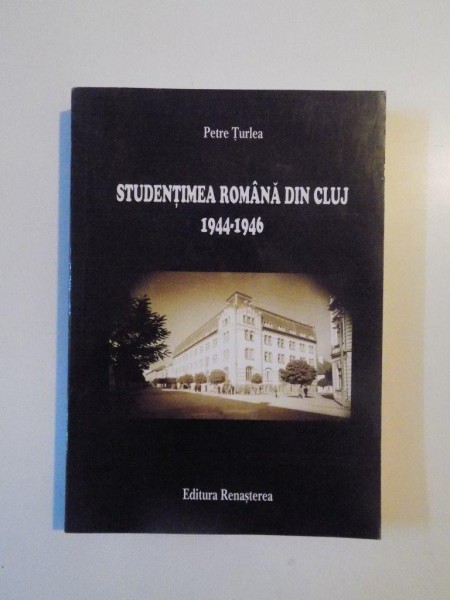 Petre Țurlea
STUDENȚIMEA ROMÂNĂ DIN CLUJ
1944-1946
Editura Renașterea